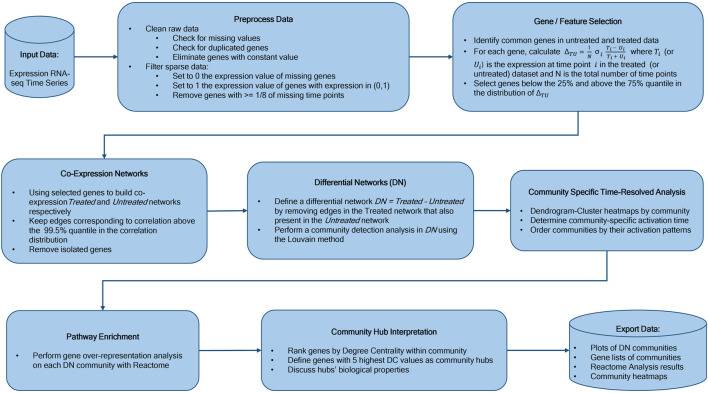 Input Data:
Expression RNA-
seq Time Series
Preprocess Data
• Clean raw data
• Check for missing values
• Check for duplicated genes
• Eliminate genes with constant value
• Filter sparse data:
• Set to 0 the expression value of missing genes
• Set to 1 the expression value of genes with expression in (0,1)
• Remove genes with >= 1/8 of missing time points
Gene / Feature Selection
• Identify common genes in untreated and treated data
• For each gene, calculate Δ_TU = 1/N σ_i (T_i − U_i)/(T_i + U_i) where T_i (or
U_i) is the expression at time point i in the treated (or
untreated) dataset and N is the total number of time points
• Select genes below the 25% and above the 75% quantile in
the distribution of Δ_TU
Co-Expression Networks
• Using selected genes to build co-
expression Treated and Untreated networks
respectively
• Keep edges corresponding to correlation above
the 99.5% quantile in the correlation
distribution
• Remove isolated genes
Differential Networks (DN)
• Define a differential network DN = Treated - Untreated
by removing edges in the Treated network that also
present in the Untreated network
• Perform a community detection analysis in DN using
the Louvain method
Community Specific Time-Resolved Analysis
• Dendrogram-Cluster heatmaps by community
• Determine community-specific activation time
• Order communities by their activation patterns
Pathway Enrichment
• Perform gene over-representation analysis
on each DN community with Reactome
Community Hub Interpretation
• Rank genes by Degree Centrality within community
• Define genes with 5 highest DC values as community hubs
• Discuss hubs' biological properties
Export Data:
• Plots of DN communities
• Gene lists of communities
• Reactome Analysis results
• Community heatmaps